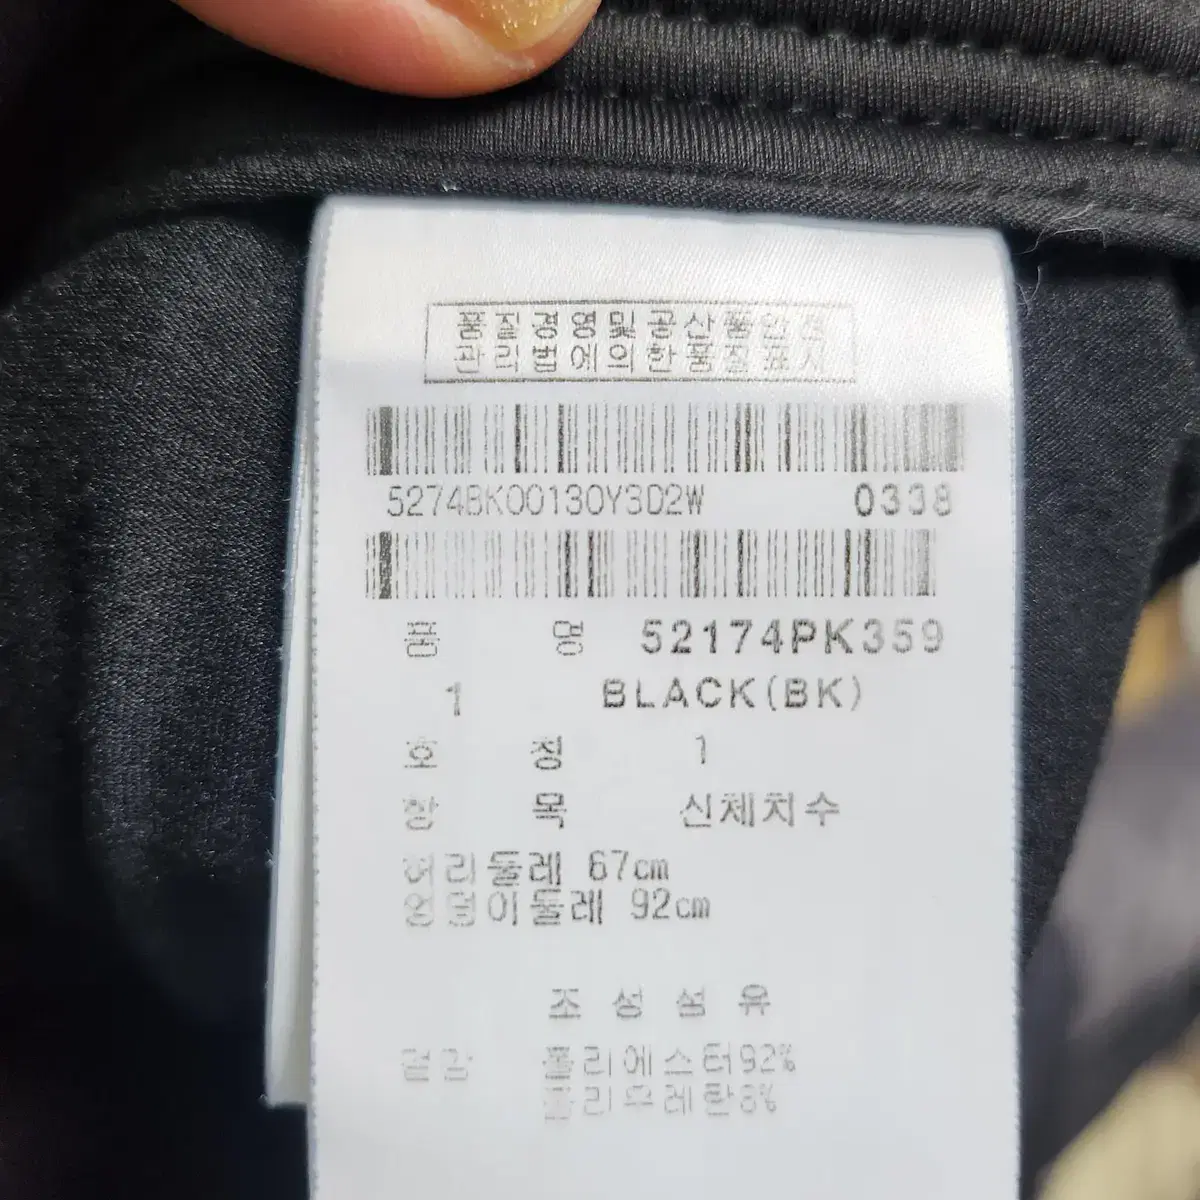 품질경영및공산품안전
관리법에의한품질표시
5274BK00130Y3D2W 0338
품 명 52174PK359
1 BLACK(BK)
호 칭 1
항 목 신체치수
허리둘레 67cm
엉덩이둘레 92cm
조 성 섬 유
겉감 폴리에스터92%
폴리우레탄8%